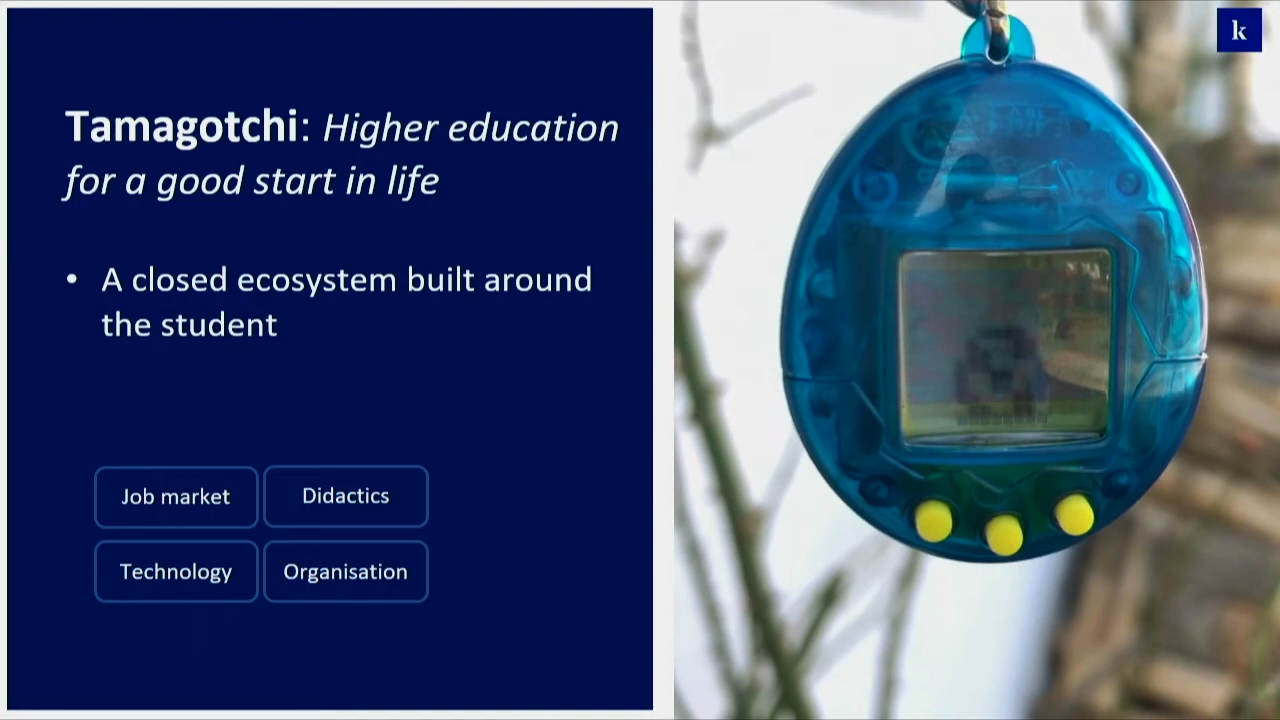 k
Tamagotchi: Higher education
for a good start in life
• A closed ecosystem built around
the student
Job market
Didactics
Technology
Organisation